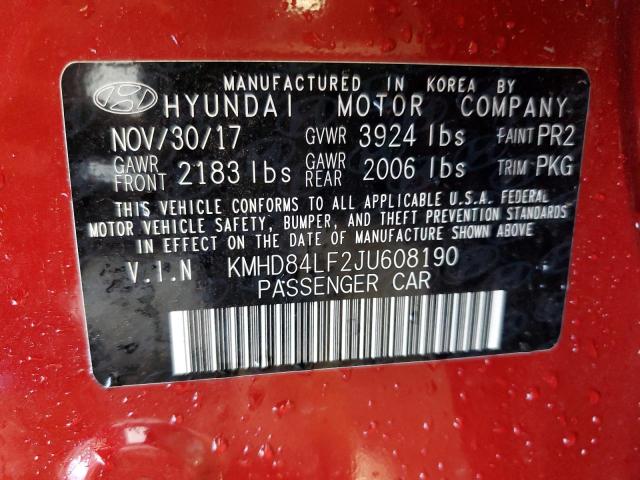 MANUFACTURED IN KOREA BY
HYUNDAI MOTOR COMPANY
NOV/30/17 GVWR 3924 lbs PAINT PR2
GAWR FRONT 2183 lbs GAWR REAR 2006 lbs TRIM PKG
THIS VEHICLE CONFORMS TO ALL APPLICABLE U.S.A. FEDERAL
MOTOR VEHICLE SAFETY, BUMPER, AND THEFT PREVENTION STANDARDS
IN EFFECT ON THE DATE OF MANUFACTURE SHOWN ABOVE.
V.I.N KMHD84LF2JU608190
PASSENGER CAR